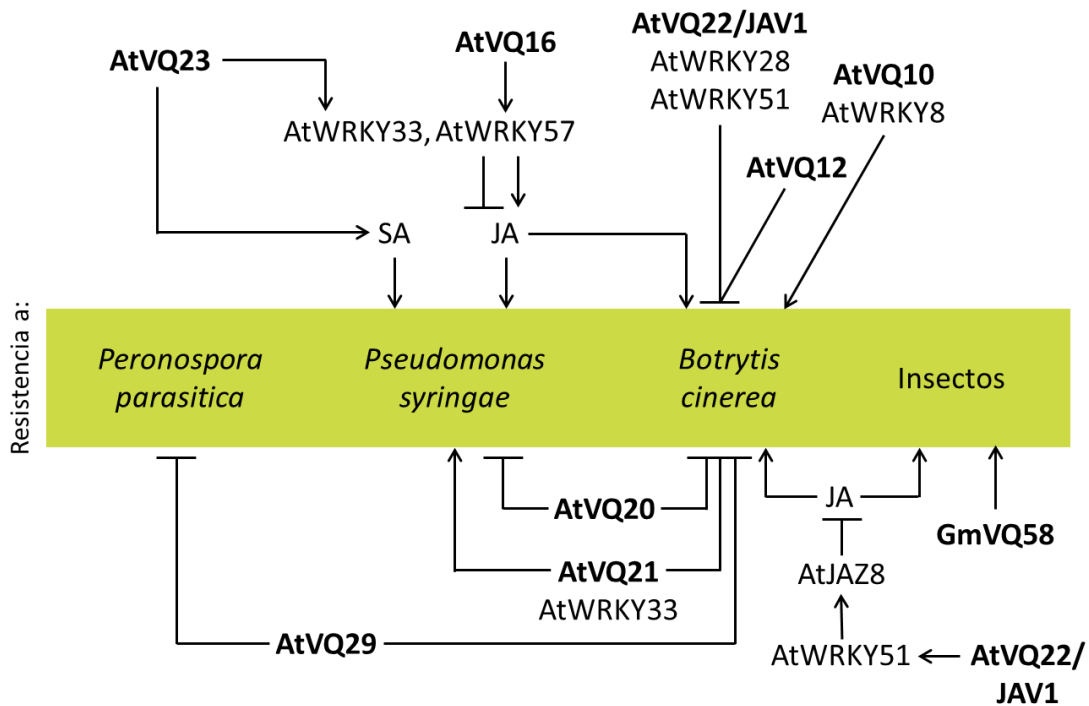 AtVQ23
AtVQ16
AtVQ22/JAV1
AtWRKY28
AtWRKY51
AtVQ10
AtWRKY8
AtWRKY33, AtWRKY57
AtVQ12
SA
JA
Resistencia a:
Peronospora
parasitica
Pseudomonas
syringae
Botrytis
cinerea
Insectos
AtVQ20
JA
GmVQ58
AtVQ21
AtWRKY33
AtJAZ8
AtVQ29
AtWRKY51
AtVQ22/
JAV1